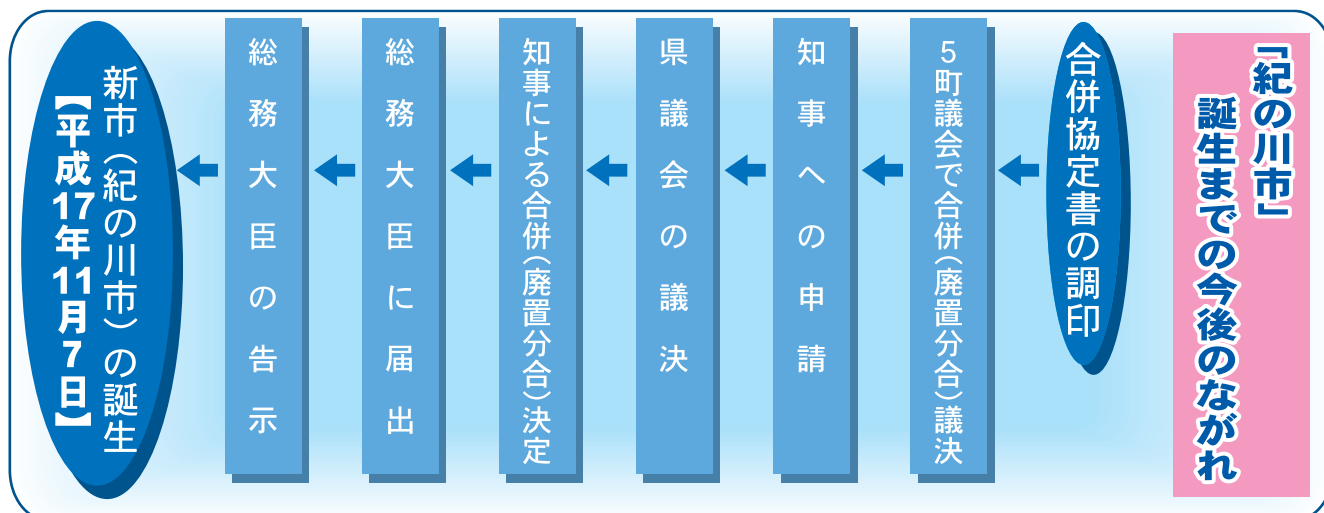 「紀の川市」
誕生までの今後のながれ
合併協定書の調印
5町議会で合併(廃置分合)議決
知事への申請
県議会の議決
知事による合併(廃置分合)決定
総務大臣に届出
総務大臣の告示
新市(紀の川市)の誕生
【平成17年11月7日】